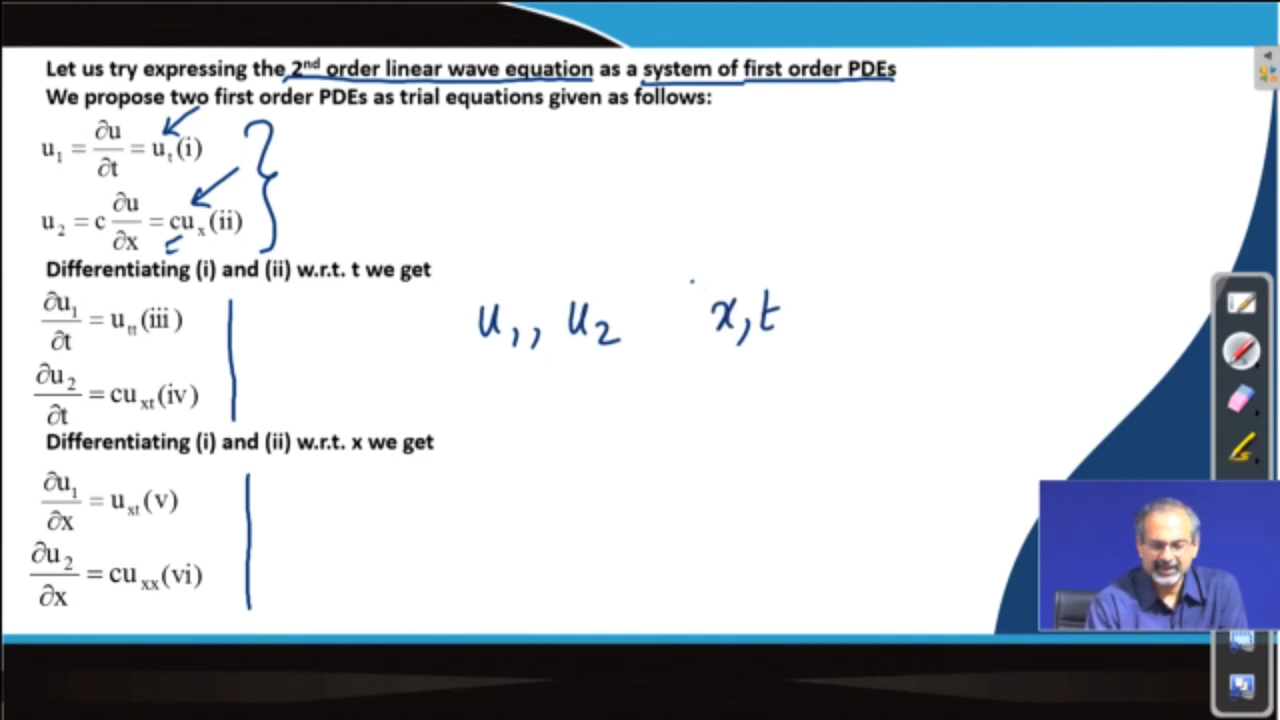 Let us try expressing the 2nd order linear wave equation as a system of first order PDEs
We propose two first order PDEs as trial equations given as follows:
u₁ = ∂u/∂t = uₜ(i)
u₂ = c ∂u/∂x = cuₓ(ii)
Differentiating (i) and (ii) w.r.t. t we get
∂u₁/∂t = uₜₜ(iii)
u₁, , u₂ x, t
∂u₂/∂t = cuₓₜ(iv)
Differentiating (i) and (ii) w.r.t. x we get
∂u₁/∂x = uₓₜ(v)
∂u₂/∂x = cuₓₓ(vi)